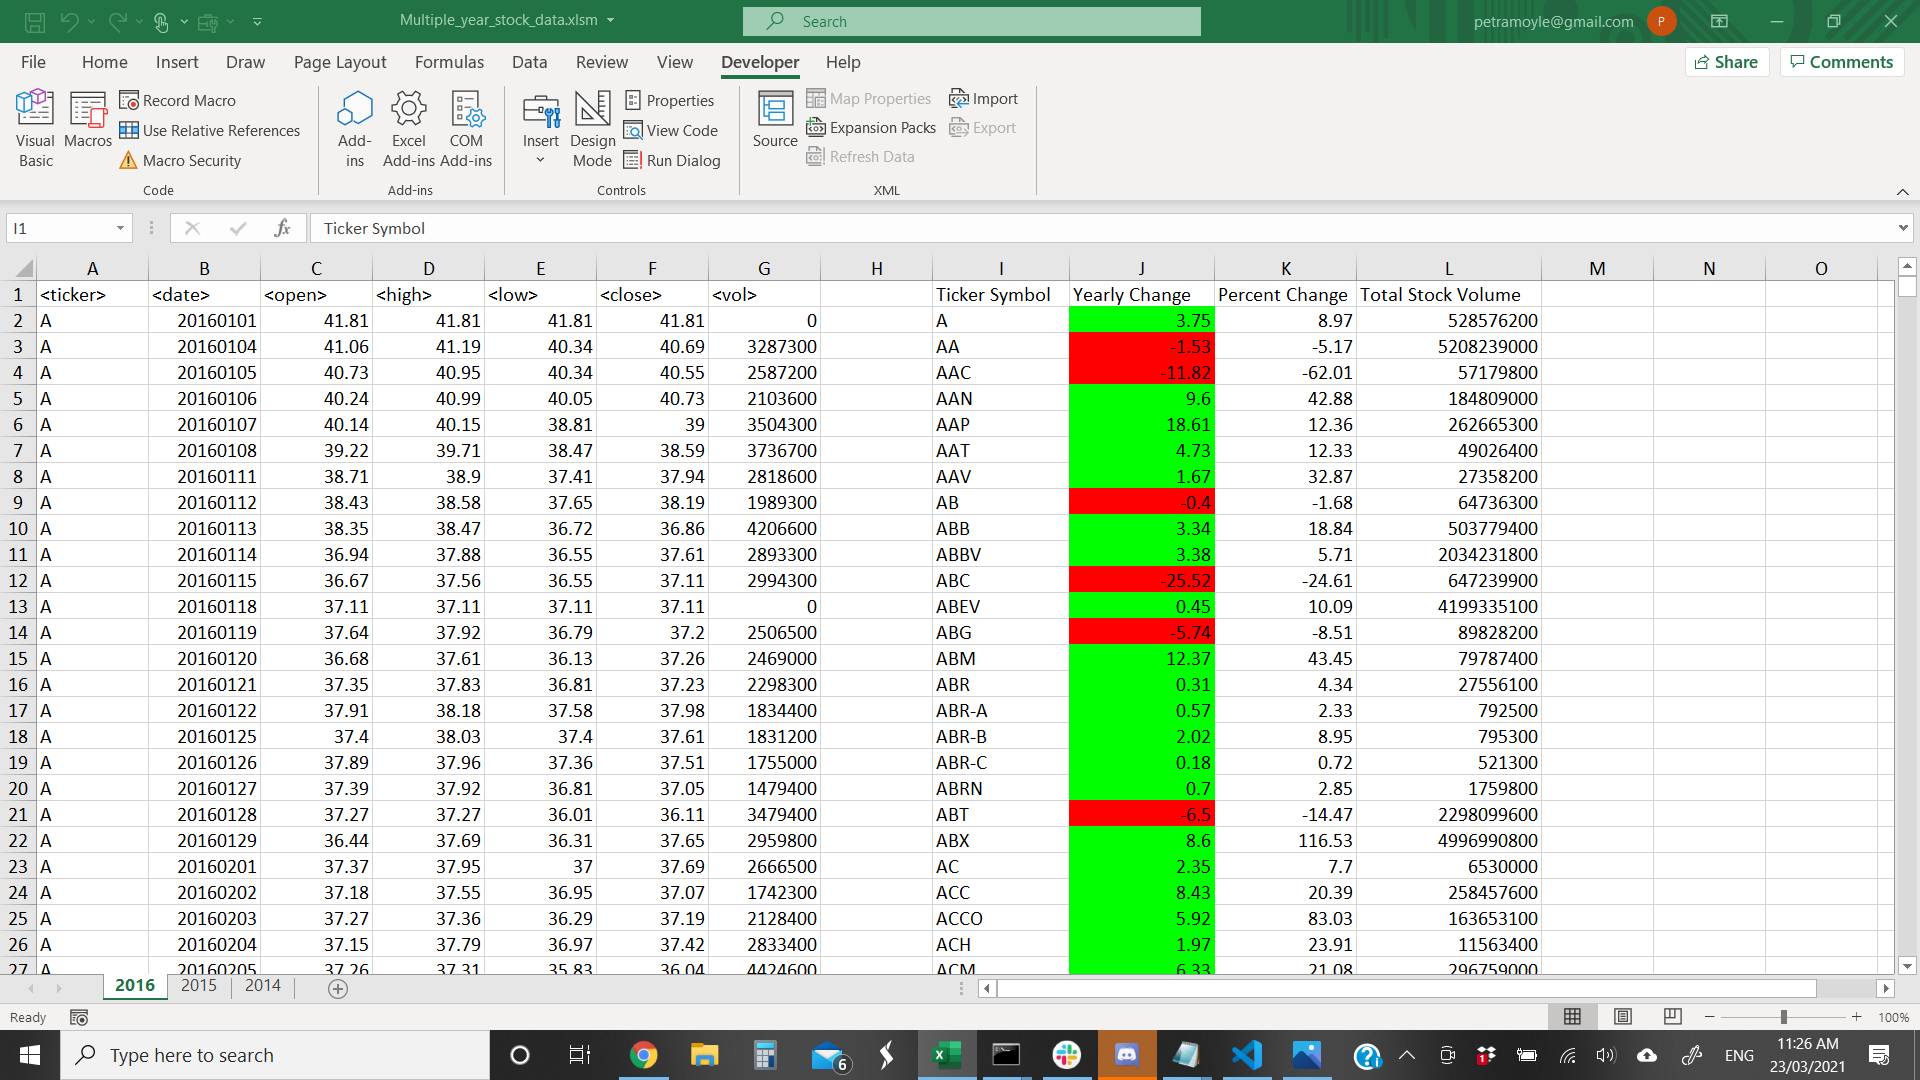 Multiple_year_stock_data.xlsm
Search
petramoyle@gmail.com
P
File Home Insert Draw Page Layout Formulas Data Review View Developer Help
Share
Comments
Visual Basic
Macros
Record Macro
Use Relative References
Macro Security
Code
Add-ins
Excel Add-ins
COM Add-ins
Add-ins
Insert
Design Mode
Properties
View Code
Run Dialog
Controls
Source
Map Properties
Expansion Packs
Refresh Data
Import
Export
XML
I1
fx
Ticker Symbol
A B C D E F G H I J K L M N O
1 <ticker> <date> <open> <high> <low> <close> <vol> Ticker Symbol Yearly Change Percent Change Total Stock Volume
2 A 20160101 41.81 41.81 41.81 41.81 0 A 3.75 8.97 528576200
3 A 20160104 41.06 41.19 40.34 40.69 3287300 AA -1.53 -5.17 5208239000
4 A 20160105 40.73 40.95 40.34 40.55 2587200 AAC -11.82 -62.01 57179800
5 A 20160106 40.24 40.99 40.05 40.73 2103600 AAN 9.6 42.88 184809000
6 A 20160107 40.14 40.15 38.81 39 3504300 AAP 18.61 12.36 262665300
7 A 20160108 39.22 39.71 38.47 38.59 3736700 AAT 4.73 12.33 49026400
8 A 20160111 38.71 38.9 37.41 37.94 2818600 AAV 1.67 32.87 27358200
9 A 20160112 38.43 38.58 37.65 38.19 1989300 AB -0.4 -1.68 64736300
10 A 20160113 38.35 38.47 36.72 36.86 4206600 ABB 3.34 18.84 503779400
11 A 20160114 36.94 37.88 36.55 37.61 2893300 ABBV 3.38 5.71 2034231800
12 A 20160115 36.67 37.56 36.55 37.11 2994300 ABC -25.52 -24.61 647239900
13 A 20160118 37.11 37.11 37.11 37.11 0 ABEV 0.45 10.09 4199335100
14 A 20160119 37.64 37.92 36.79 37.2 2506500 ABG -5.74 -8.51 89828200
15 A 20160120 36.68 37.61 36.13 37.26 2469000 ABM 12.37 43.45 79787400
16 A 20160121 37.35 37.83 36.81 37.23 2298300 ABR 0.31 4.34 27556100
17 A 20160122 37.91 38.18 37.58 37.98 1834400 ABR-A 0.57 2.33 792500
18 A 20160125 37.4 38.03 37.4 37.61 1831200 ABR-B 2.02 8.95 795300
19 A 20160126 37.89 37.96 37.36 37.51 1755000 ABR-C 0.18 0.72 521300
20 A 20160127 37.39 37.92 36.81 37.05 1479400 ABRN 0.7 2.85 1759800
21 A 20160128 37.27 37.27 36.01 36.11 3479400 ABT -6.5 -14.47 2298099600
22 A 20160129 36.44 37.69 36.31 37.65 2959800 ABX 8.6 116.53 4996990800
23 A 20160201 37.37 37.95 37 37.69 2666500 AC 2.35 7.7 6530000
24 A 20160202 37.18 37.55 36.95 37.07 1742300 ACC 8.43 20.39 258457600
25 A 20160203 37.27 37.36 36.29 37.19 2128400 ACCO 5.92 83.03 163653100
26 A 20160204 37.15 37.79 36.97 37.42 2833400 ACH 1.97 23.91 11563400
27 A 20160205 37.26 37.31 35.83 36.04 4424600 ACM 6.33 21.08 296759000
2016 2015 2014
Ready
100%
Type here to search
6
1
ENG
11:26 AM
23/03/2021